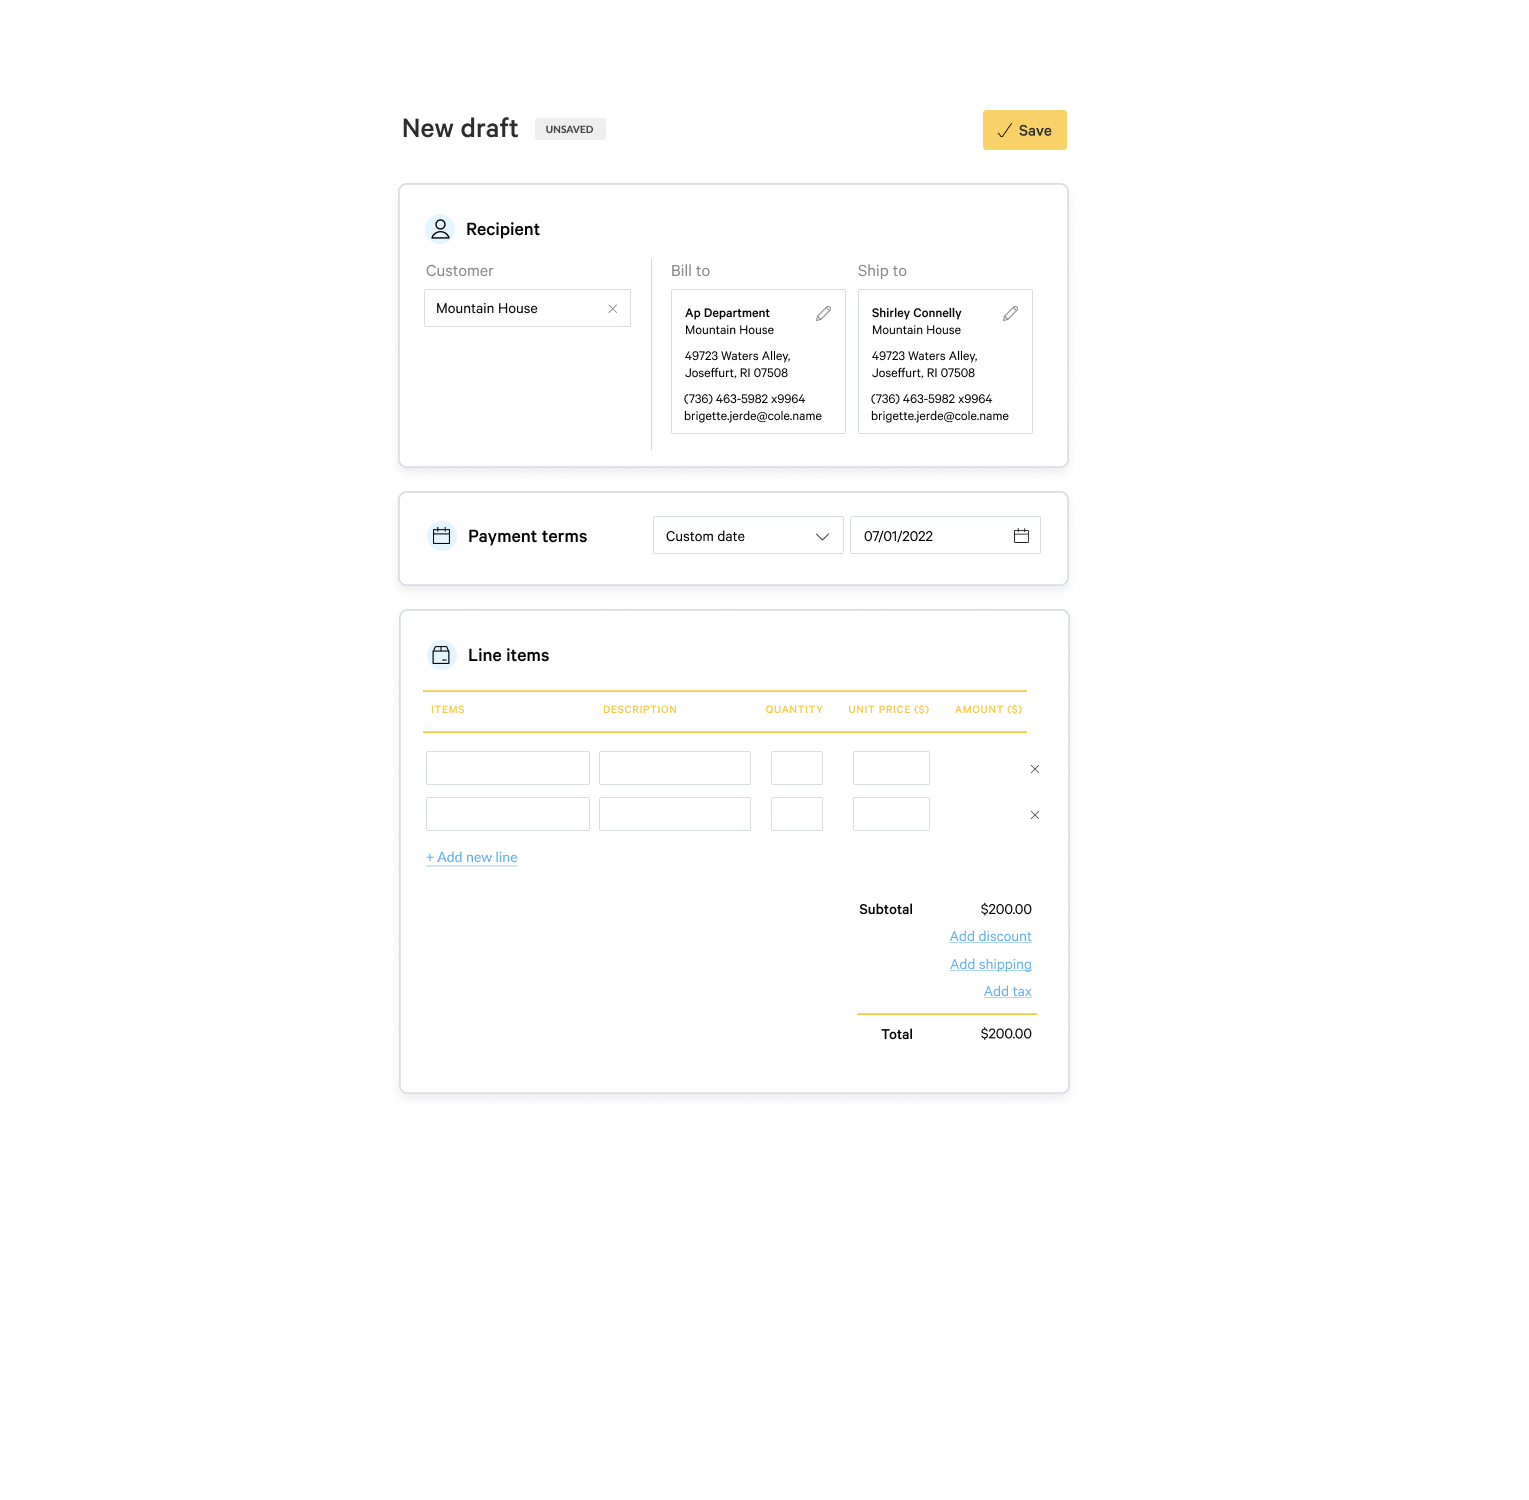 New draft UNSAVED
Save
Recipient
Customer
Mountain House
Bill to
Ap Department
Mountain House
49723 Waters Alley,
Joseffurt, RI 07508
(736) 463-5982 x9964
brigette.jerde@cole.name
Ship to
Shirley Connelly
Mountain House
49723 Waters Alley,
Joseffurt, RI 07508
(736) 463-5982 x9964
brigette.jerde@cole.name
Payment terms
Custom date
07/01/2022
Line items
ITEMS DESCRIPTION QUANTITY UNIT PRICE ($) AMOUNT ($)
+ Add new line
Subtotal $200.00
Add discount
Add shipping
Add tax
Total $200.00